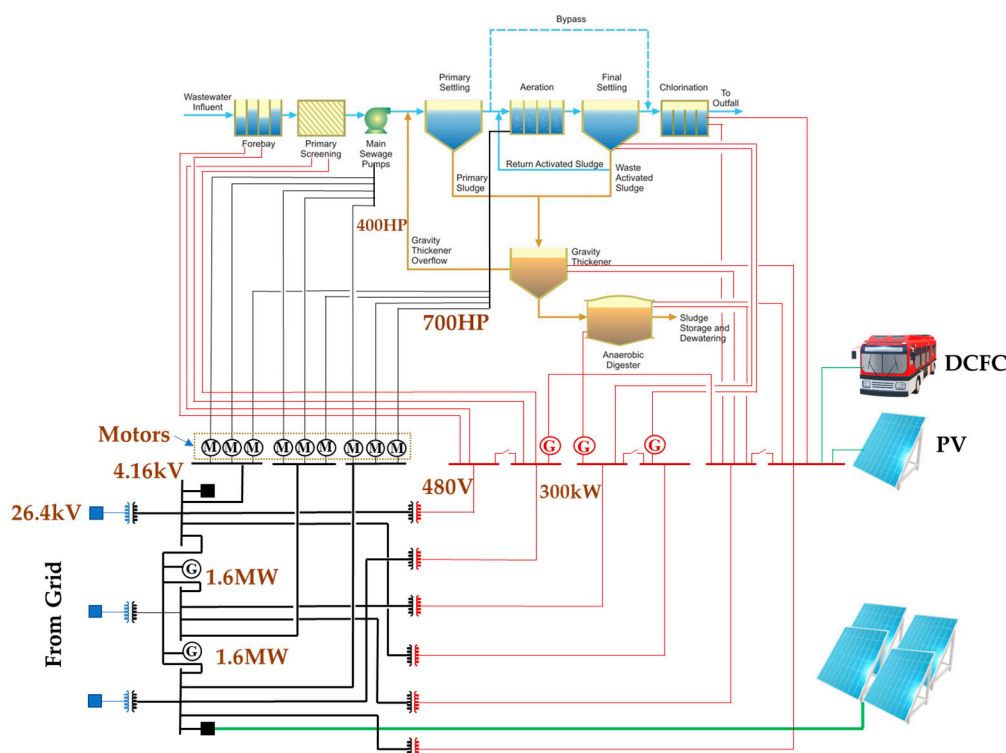 Bypass
Primary
Settling
Aeration
Final
Settling
Chlorination
To
Outfall
Wastewater
Influent
Forebay
Primary
Screening
Main
Sewage
Pumps
Return Activated Sludge
Primary
Sludge
Waste
Activated
Sludge
400HP
Gravity
Thickener
Overflow
Gravity
Thickener
700HP
Sludge
Storage and
Dewatering
Anaerobic
Digester
DCFC
PV
Motors
M M M M M M M M M
G G G
4.16kV
480V
300kW
26.4kV
G
1.6MW
G
1.6MW
From Grid